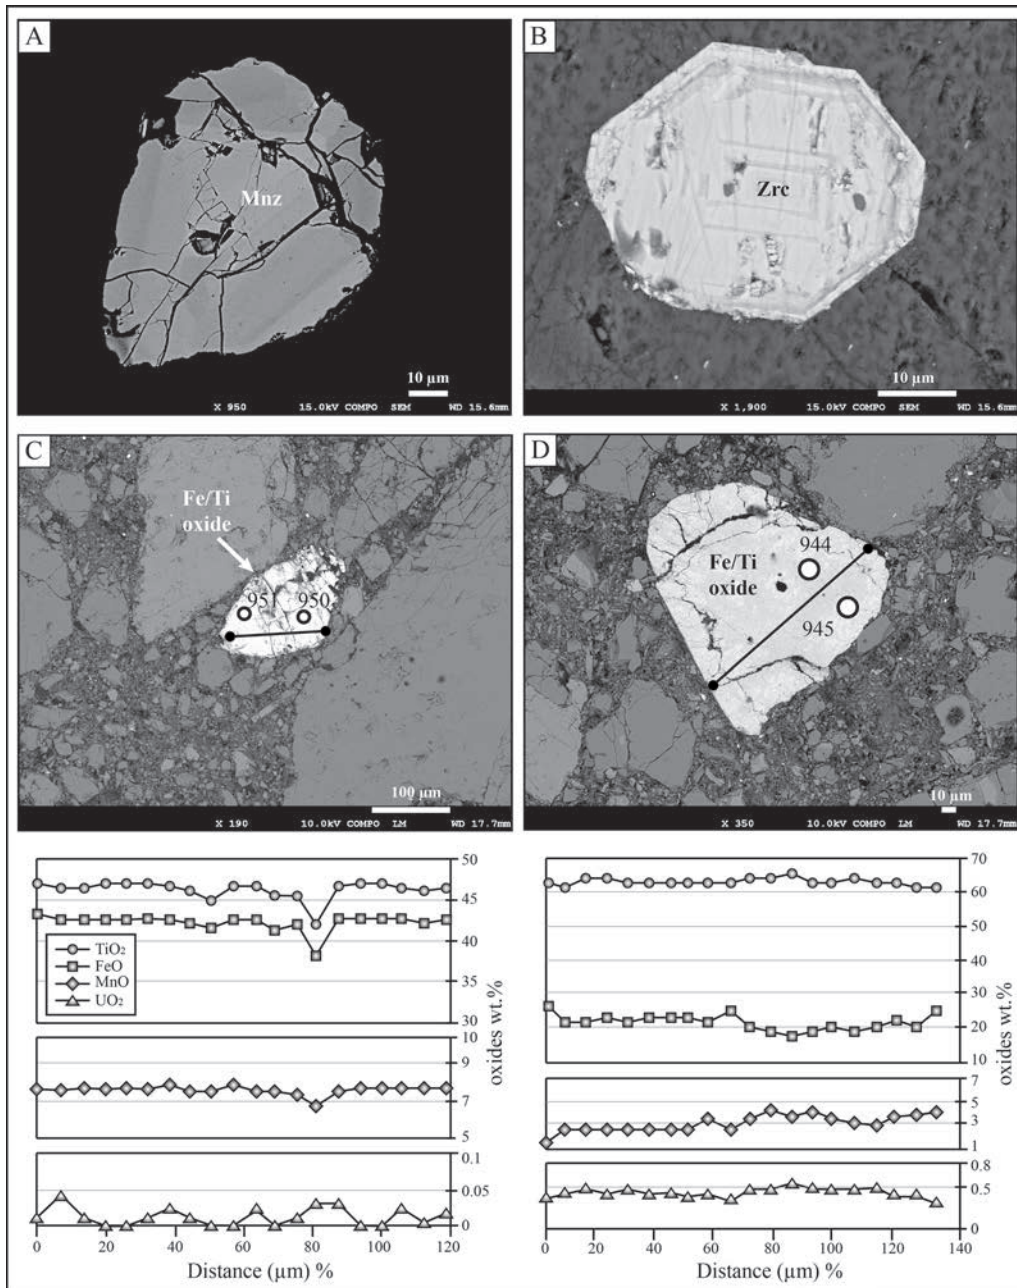 A
Mnz
10 µm
X 950 15.0kV COMPO SEM WD 15.6mm
B
Zrc
10 µm
X 1,900 15.0kV COMPO SEM WD 15.6mm
C
Fe/Ti
oxide
951
950
100 µm
X 190 10.0kV COMPO LM WD 17.7mm
D
Fe/Ti
oxide
944
945
10 µm
X 350 10.0kV COMPO LM WD 17.7mm
50
45
40
35
30
TiO2
FeO
MnO
UO2
10
9
7
5
0.1
0.05
0
oxides wt.%
0 20 40 60 80 100 120
Distance (µm) %
70
60
50
40
30
20
10
7
5
3
1
0.8
0.5
0
oxides wt.%
0 20 40 60 80 100 120 140
Distance (µm) %